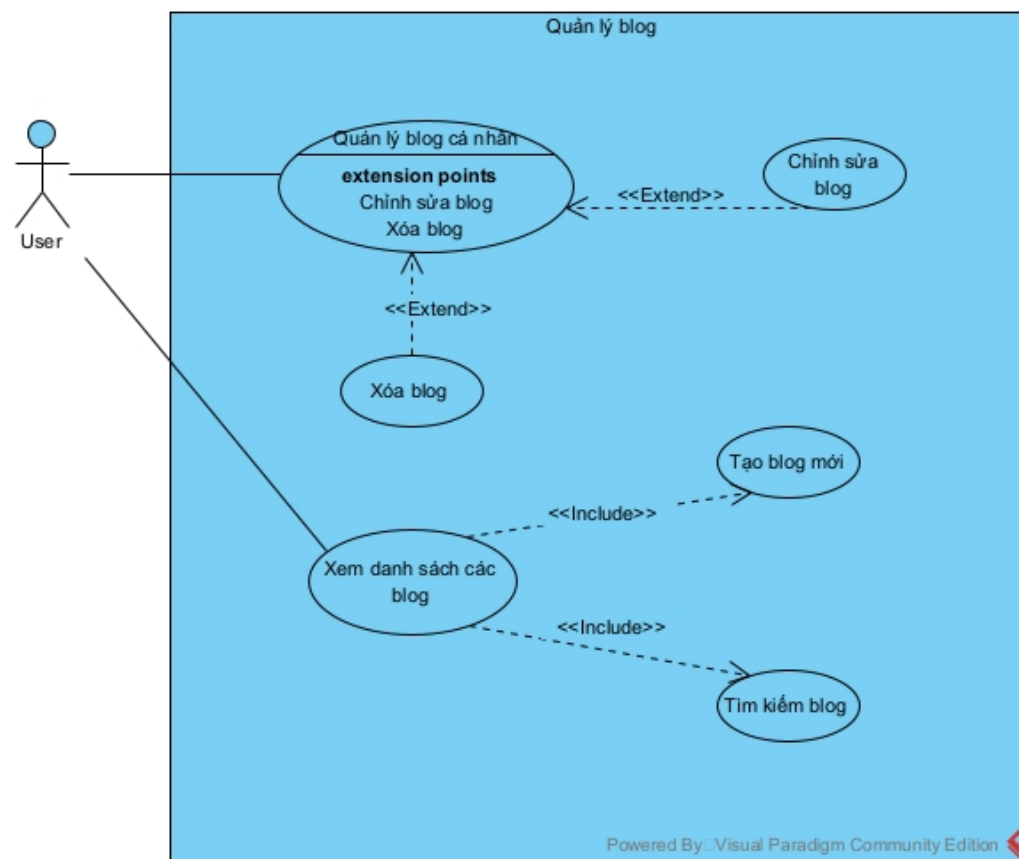 Quản lý blog
Quản lý blog cá nhân
extension points
Chỉnh sửa blog
Xóa blog
Chỉnh sửa
blog
<<Extend>>
User
<<Extend>>
Xóa blog
Tạo blog mới
<<Include>>
Xem danh sách các
blog
<<Include>>
Tìm kiếm blog
Powered By Visual Paradigm Community Edition